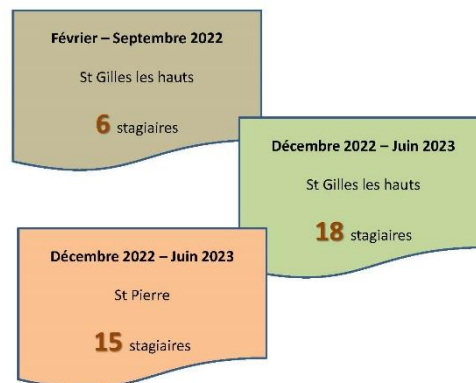 Février – Septembre 2022
St Gilles les hauts
6 stagiaires
Décembre 2022 – Juin 2023
St Gilles les hauts
18 stagiaires
Décembre 2022 – Juin 2023
St Pierre
15 stagiaires